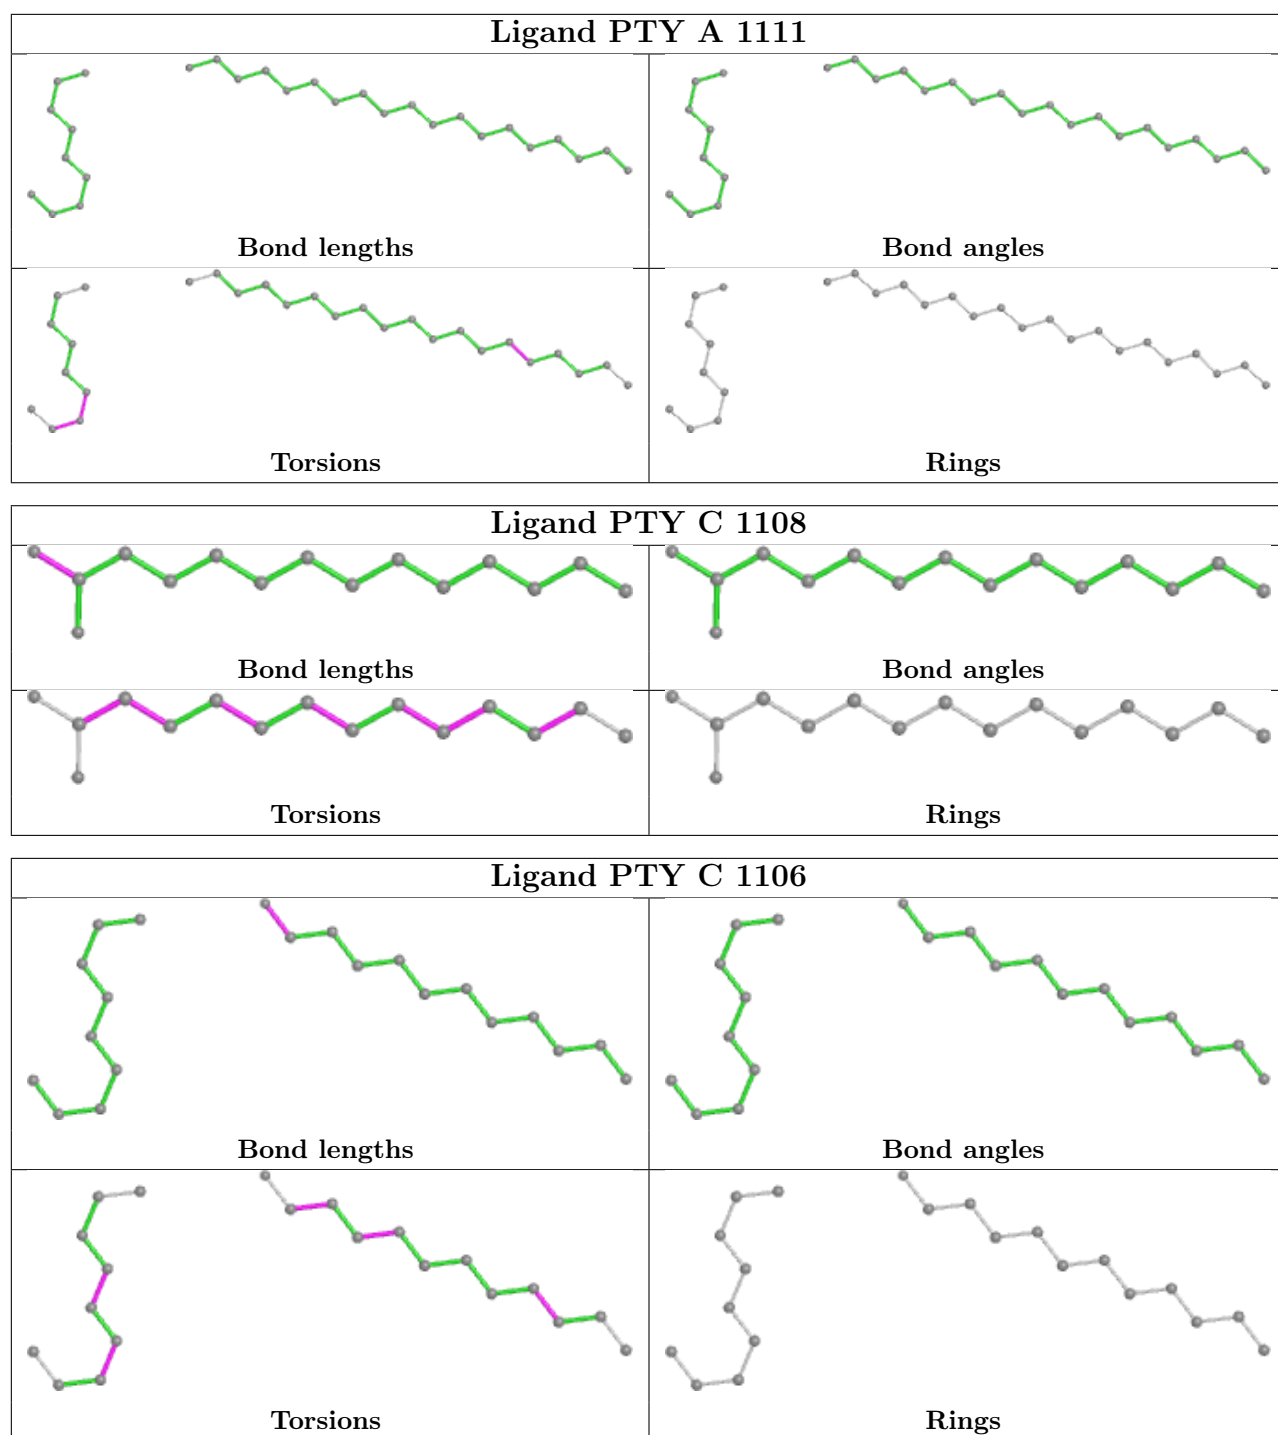 Ligand PTY A 1111
Bond lengths
Bond angles
Torsions
Rings
Ligand PTY C 1108
Bond lengths
Bond angles
Torsions
Rings
Ligand PTY C 1106
Bond lengths
Bond angles
Torsions
Rings